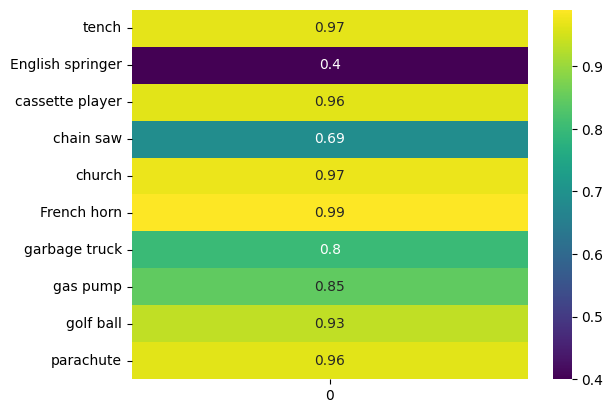 tench 0.97
English springer 0.4
cassette player 0.96
chain saw 0.69
church 0.97
French horn 0.99
garbage truck 0.8
gas pump 0.85
golf ball 0.93
parachute 0.96
0
0.9
0.8
0.7
0.6
0.5
0.4